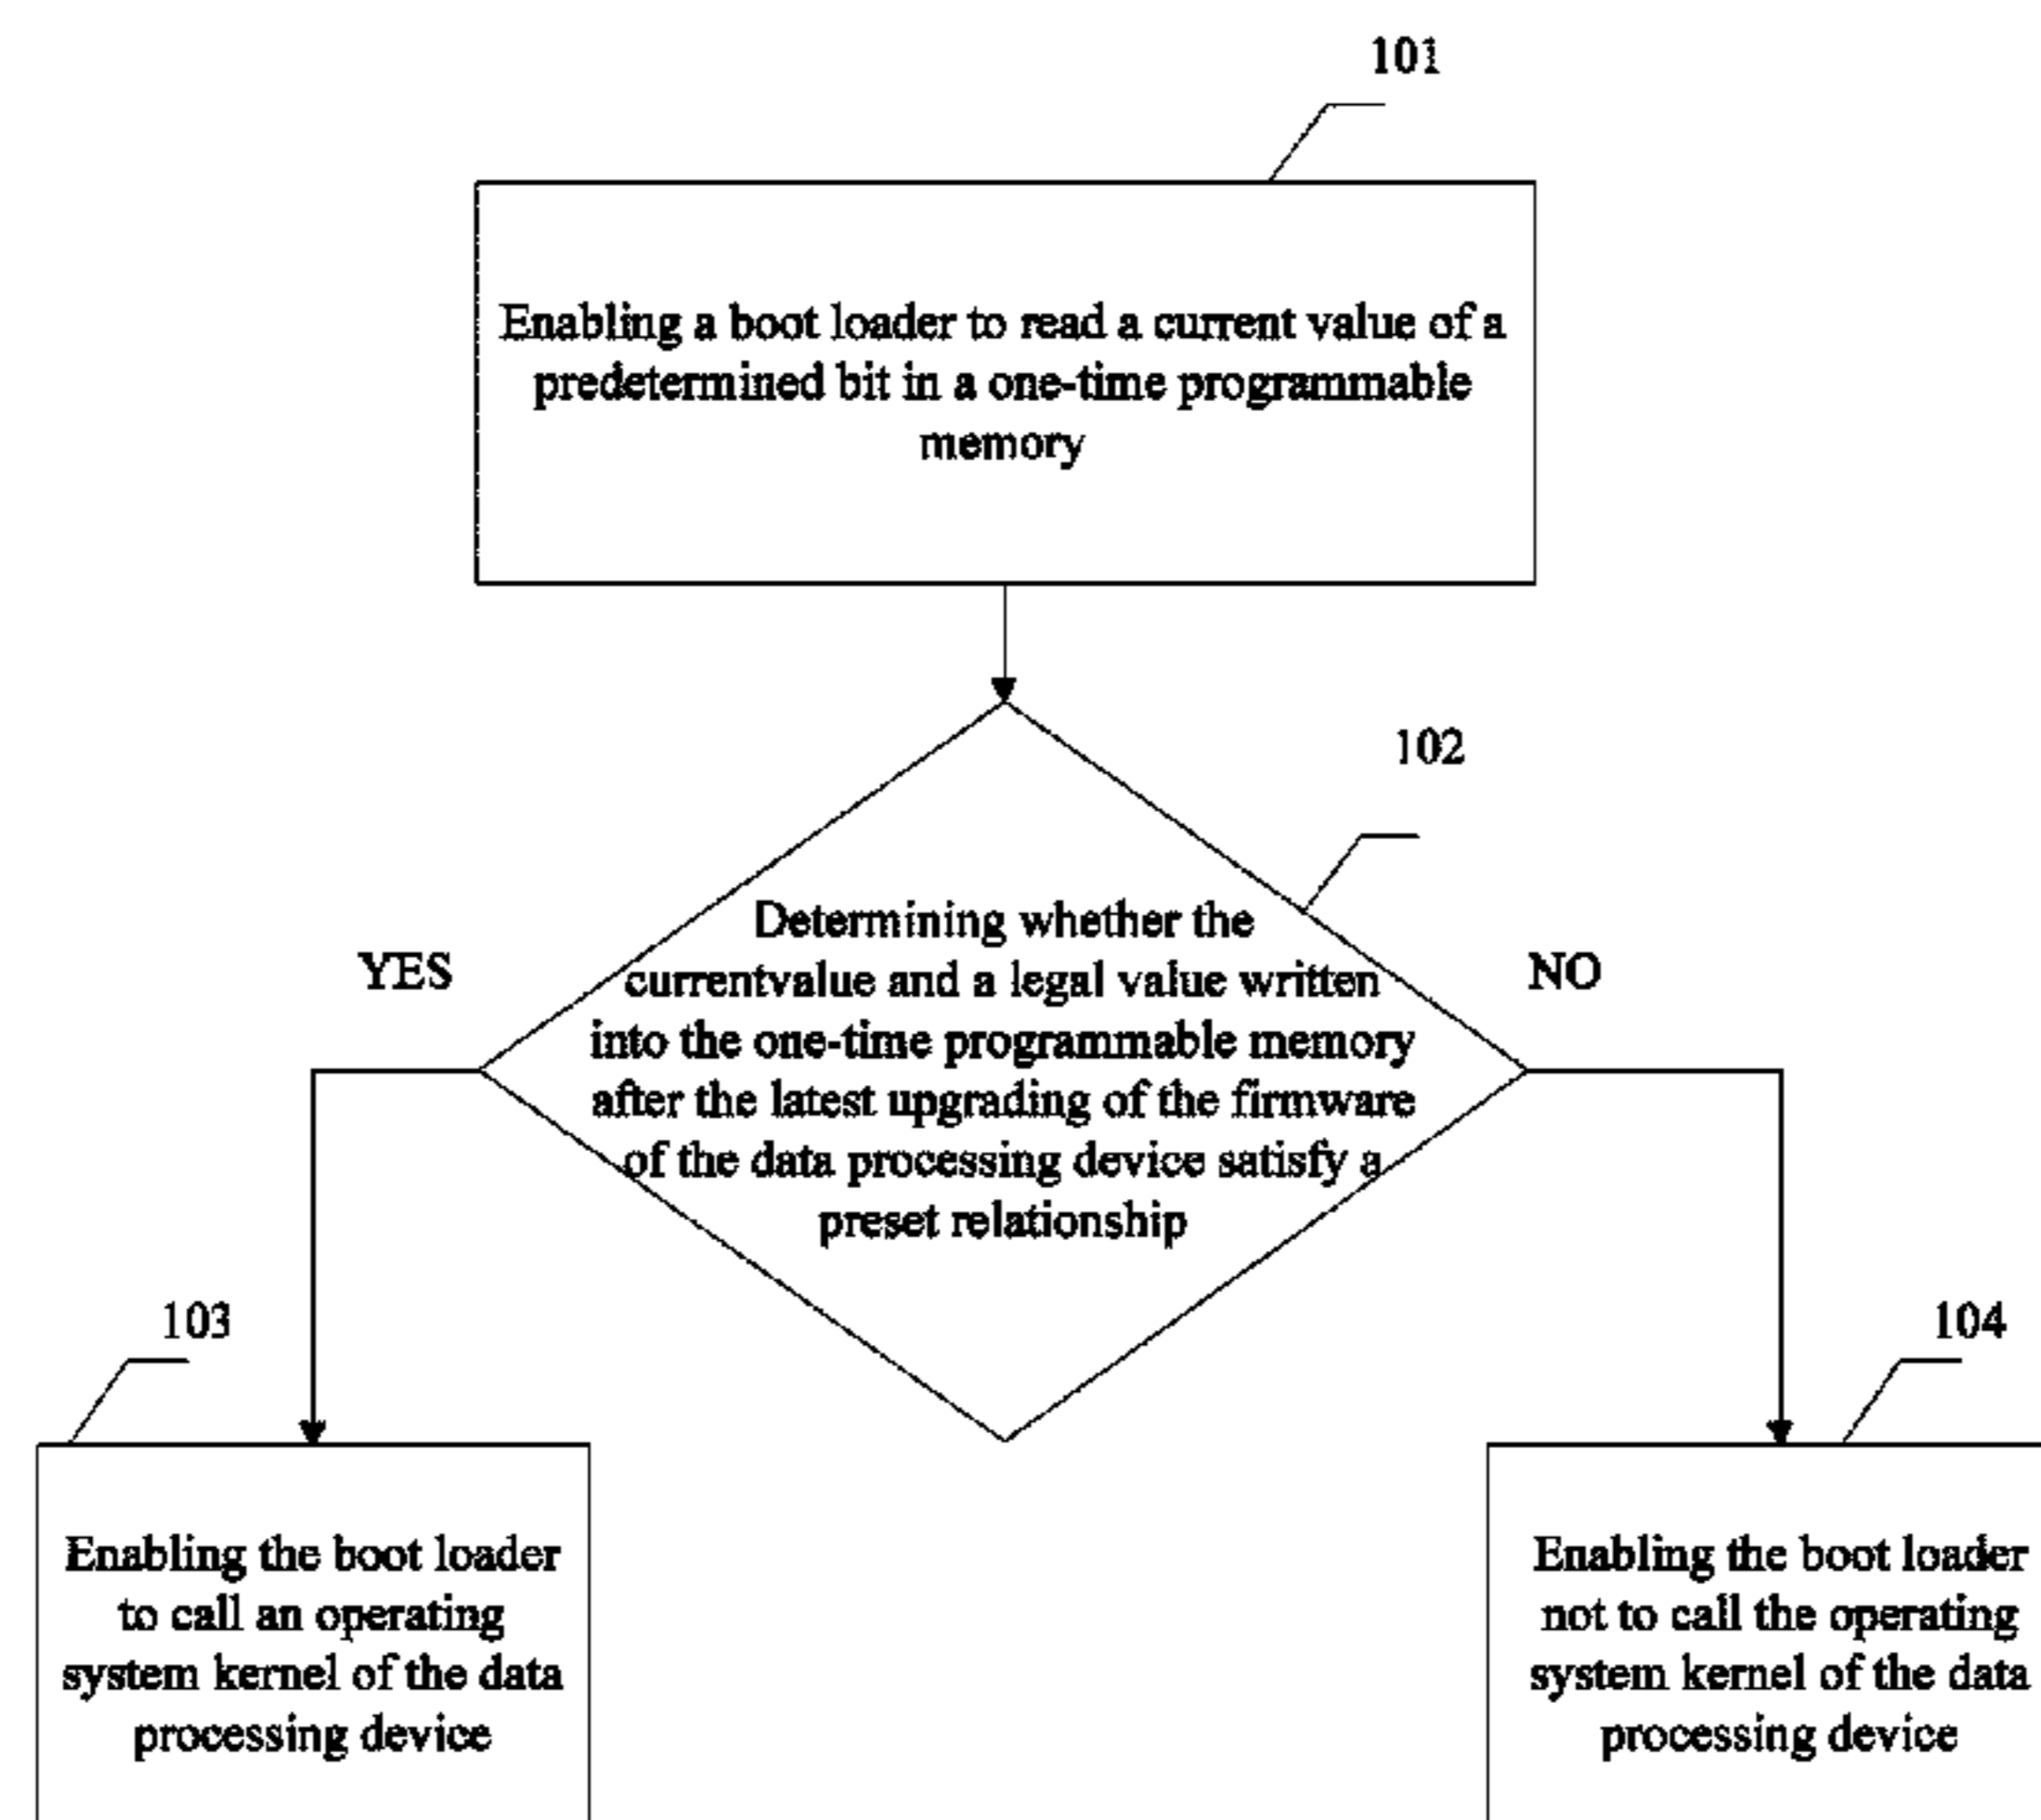 101
Enabling a boot loader to read a current value of a
predetermined bit in a one-time programmable
memory
102
Determining whether the
currentvalue and a legal value written
into the one-time programmable memory
after the latest upgrading of the firmware
of the data processing device satisfy a
preset relationship
YES
NO
103
Enabling the boot loader
to call an operating
system kernel of the data
processing device
104
Enabling the boot loader
not to call the operating
system kernel of the data
processing device